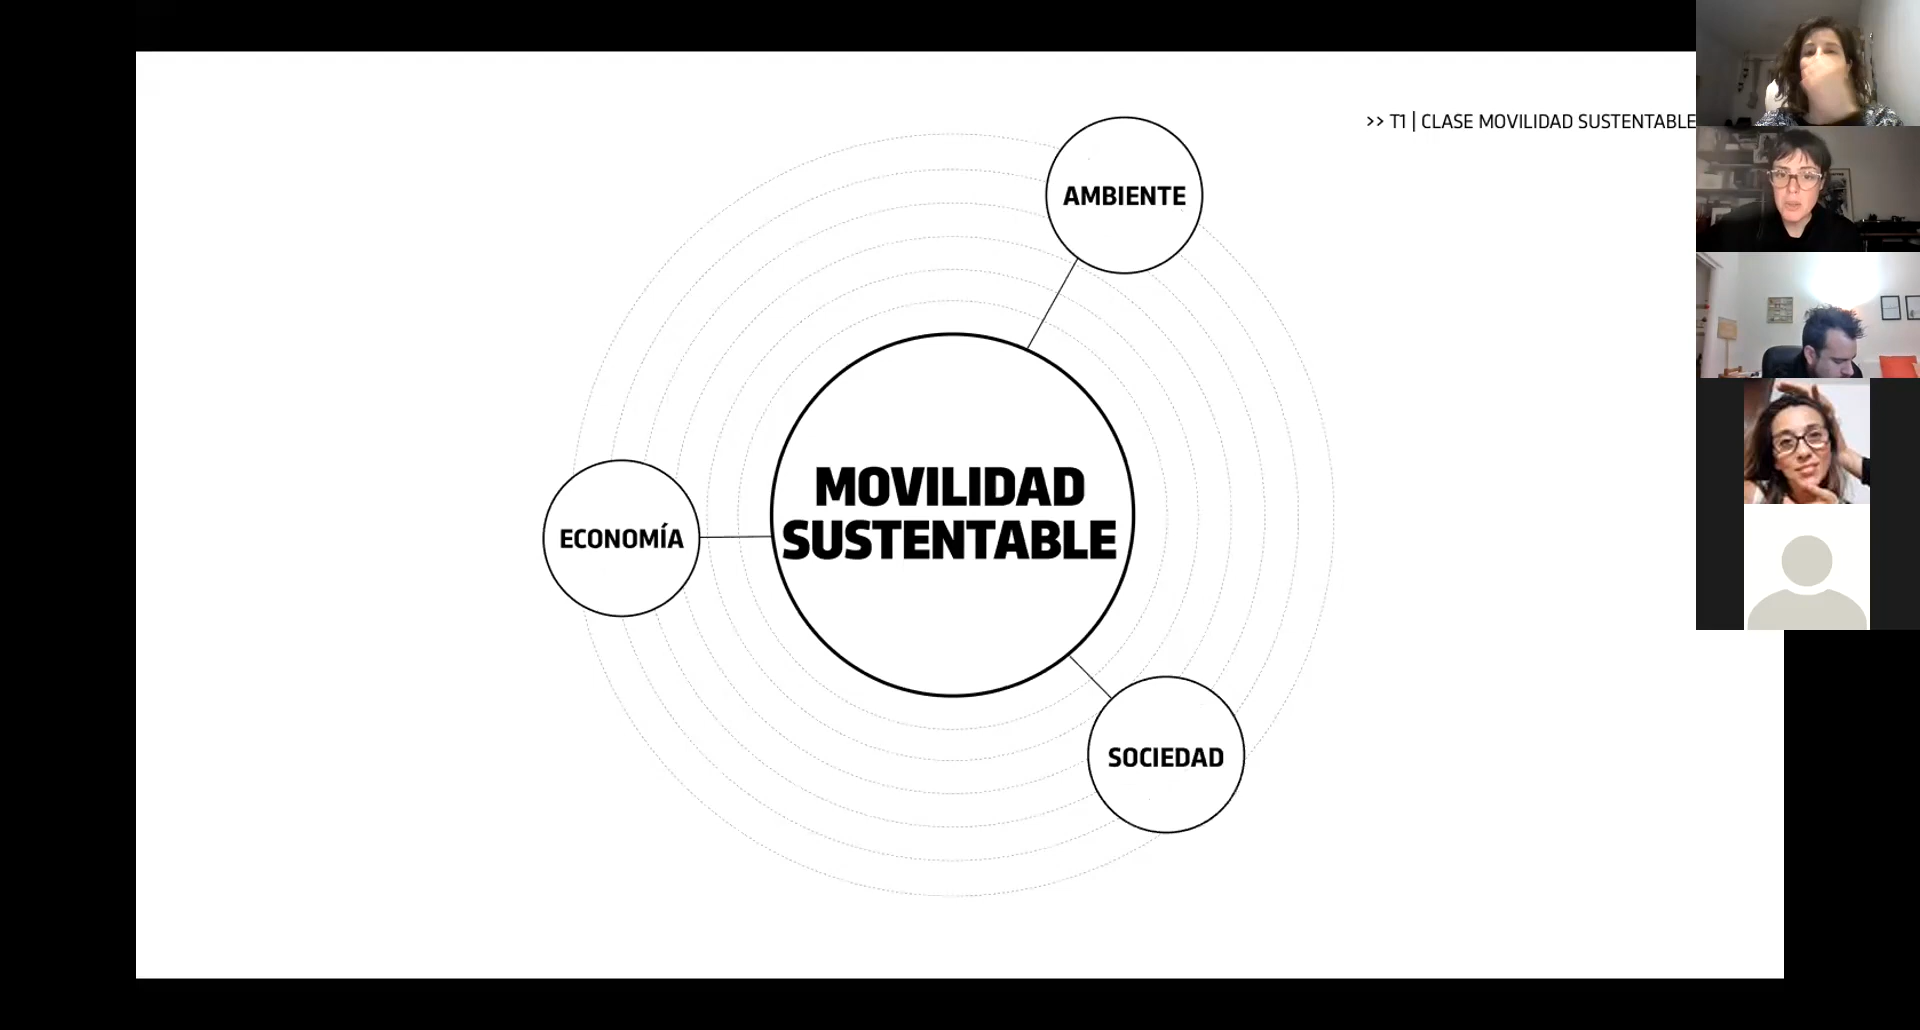 >> T1 | CLASE MOVILIDAD SUSTENTABLE
AMBIENTE
MOVILIDAD
SUSTENTABLE
ECONOMÍA
SOCIEDAD